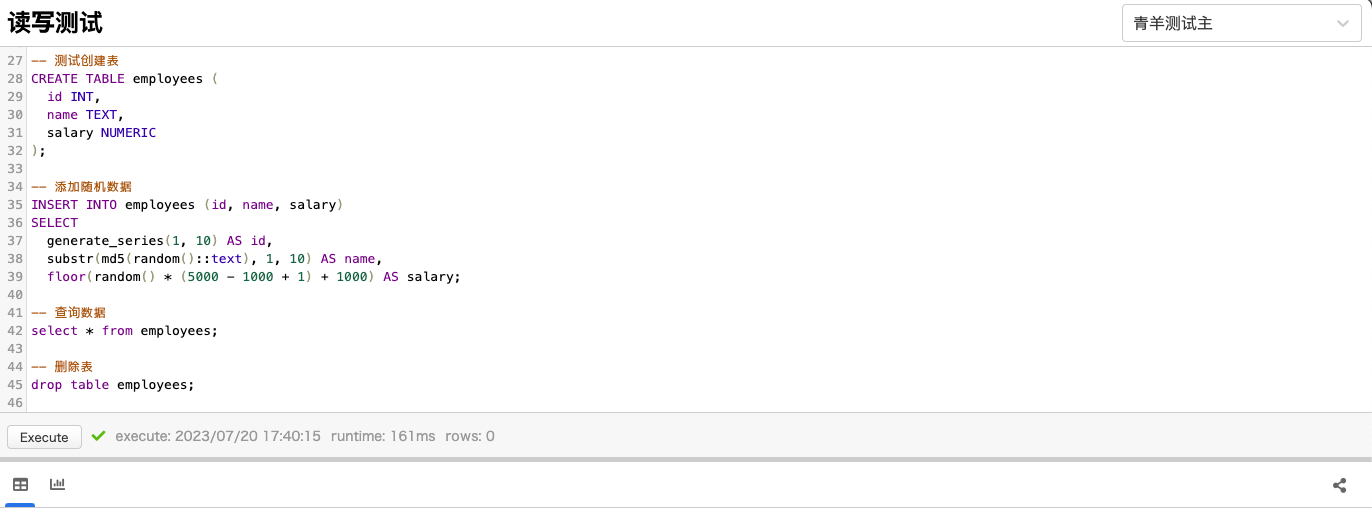 读写测试
青羊测试主
27 -- 测试创建表
28 CREATE TABLE employees (
29   id INT,
30   name TEXT,
31   salary NUMERIC
32 );
33
34 -- 添加随机数据
35 INSERT INTO employees (id, name, salary)
36 SELECT
37   generate_series(1, 10) AS id,
38   substr(md5(random()::text), 1, 10) AS name,
39   floor(random() * (5000 - 1000 + 1) + 1000) AS salary;
40
41 -- 查询数据
42 select * from employees;
43
44 -- 删除表
45 drop table employees;
46
Execute execute: 2023/07/20 17:40:15 runtime: 161ms rows: 0